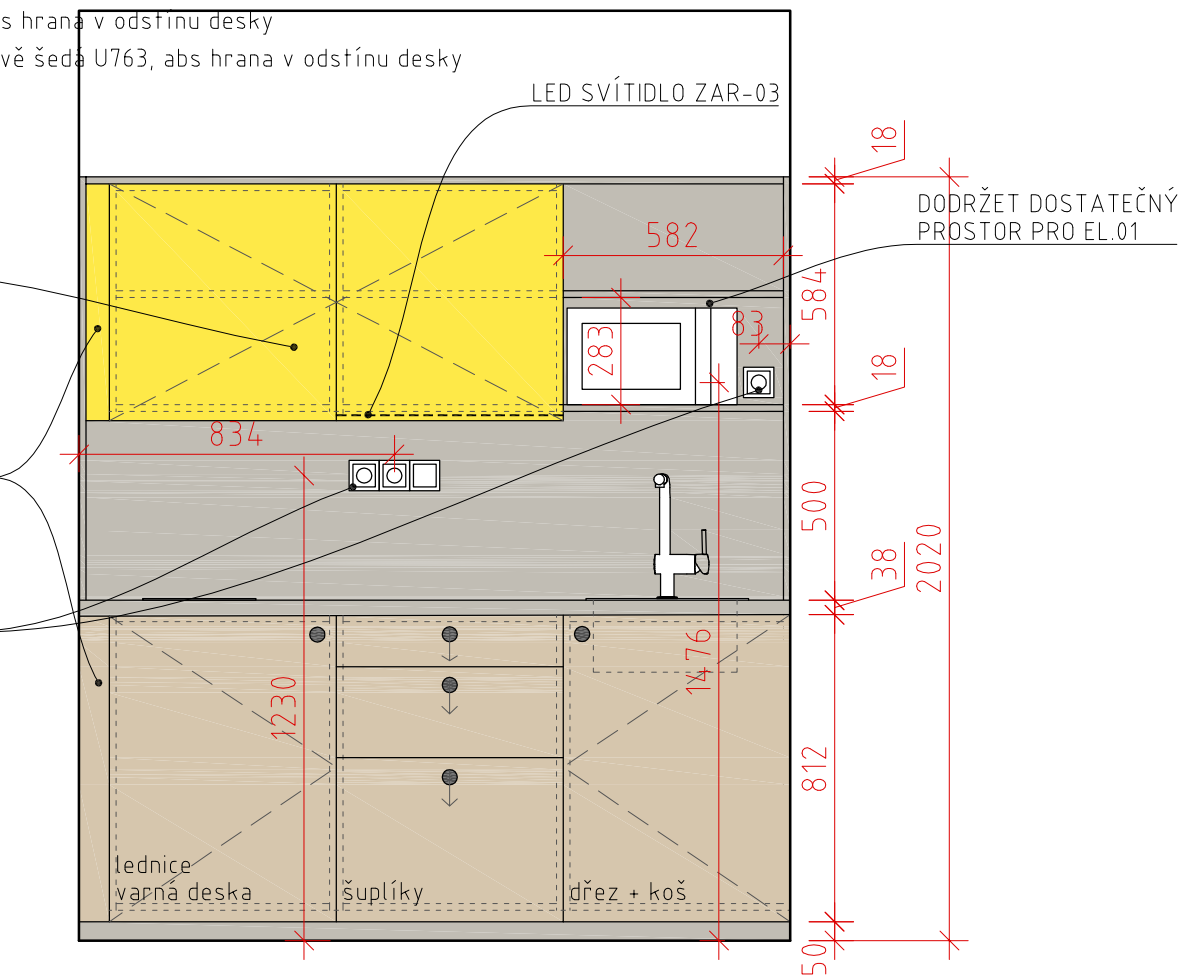 s hrana v odstínu desky
vě šedá U763, abs hrana v odstínu desky
LED SVÍTIDLO ZAR-03
18
DODRŽET DOSTATEČNÝ
PROSTOR PRO EL.01
582
584
83
283
18
834
500
38
2020
1476
1230
812
lednice
varná deska
šuplíky
dřez + koš
50